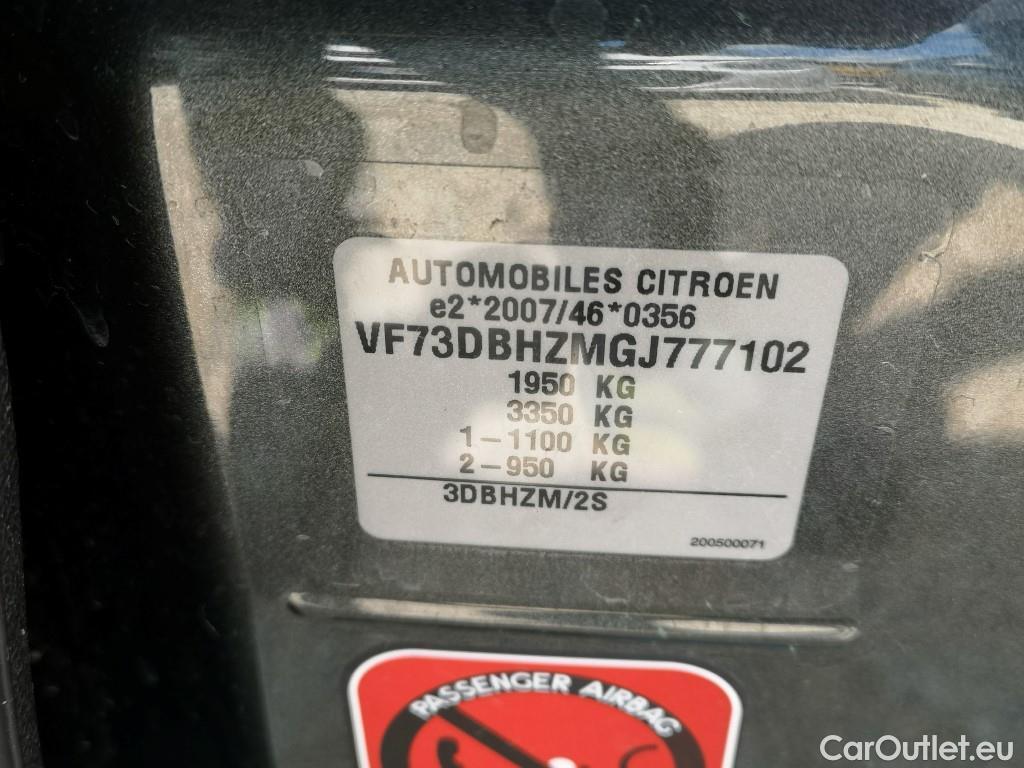 AUTOMOBILES CITROEN
e2*2007/46*0356
VF73DBHZMGJ777102
1950 KG
3350 KG
1-1100 KG
2-950 KG
3DBHZM/2S
200500071
PASSENGER AIRBAG
CarOutlet.eu